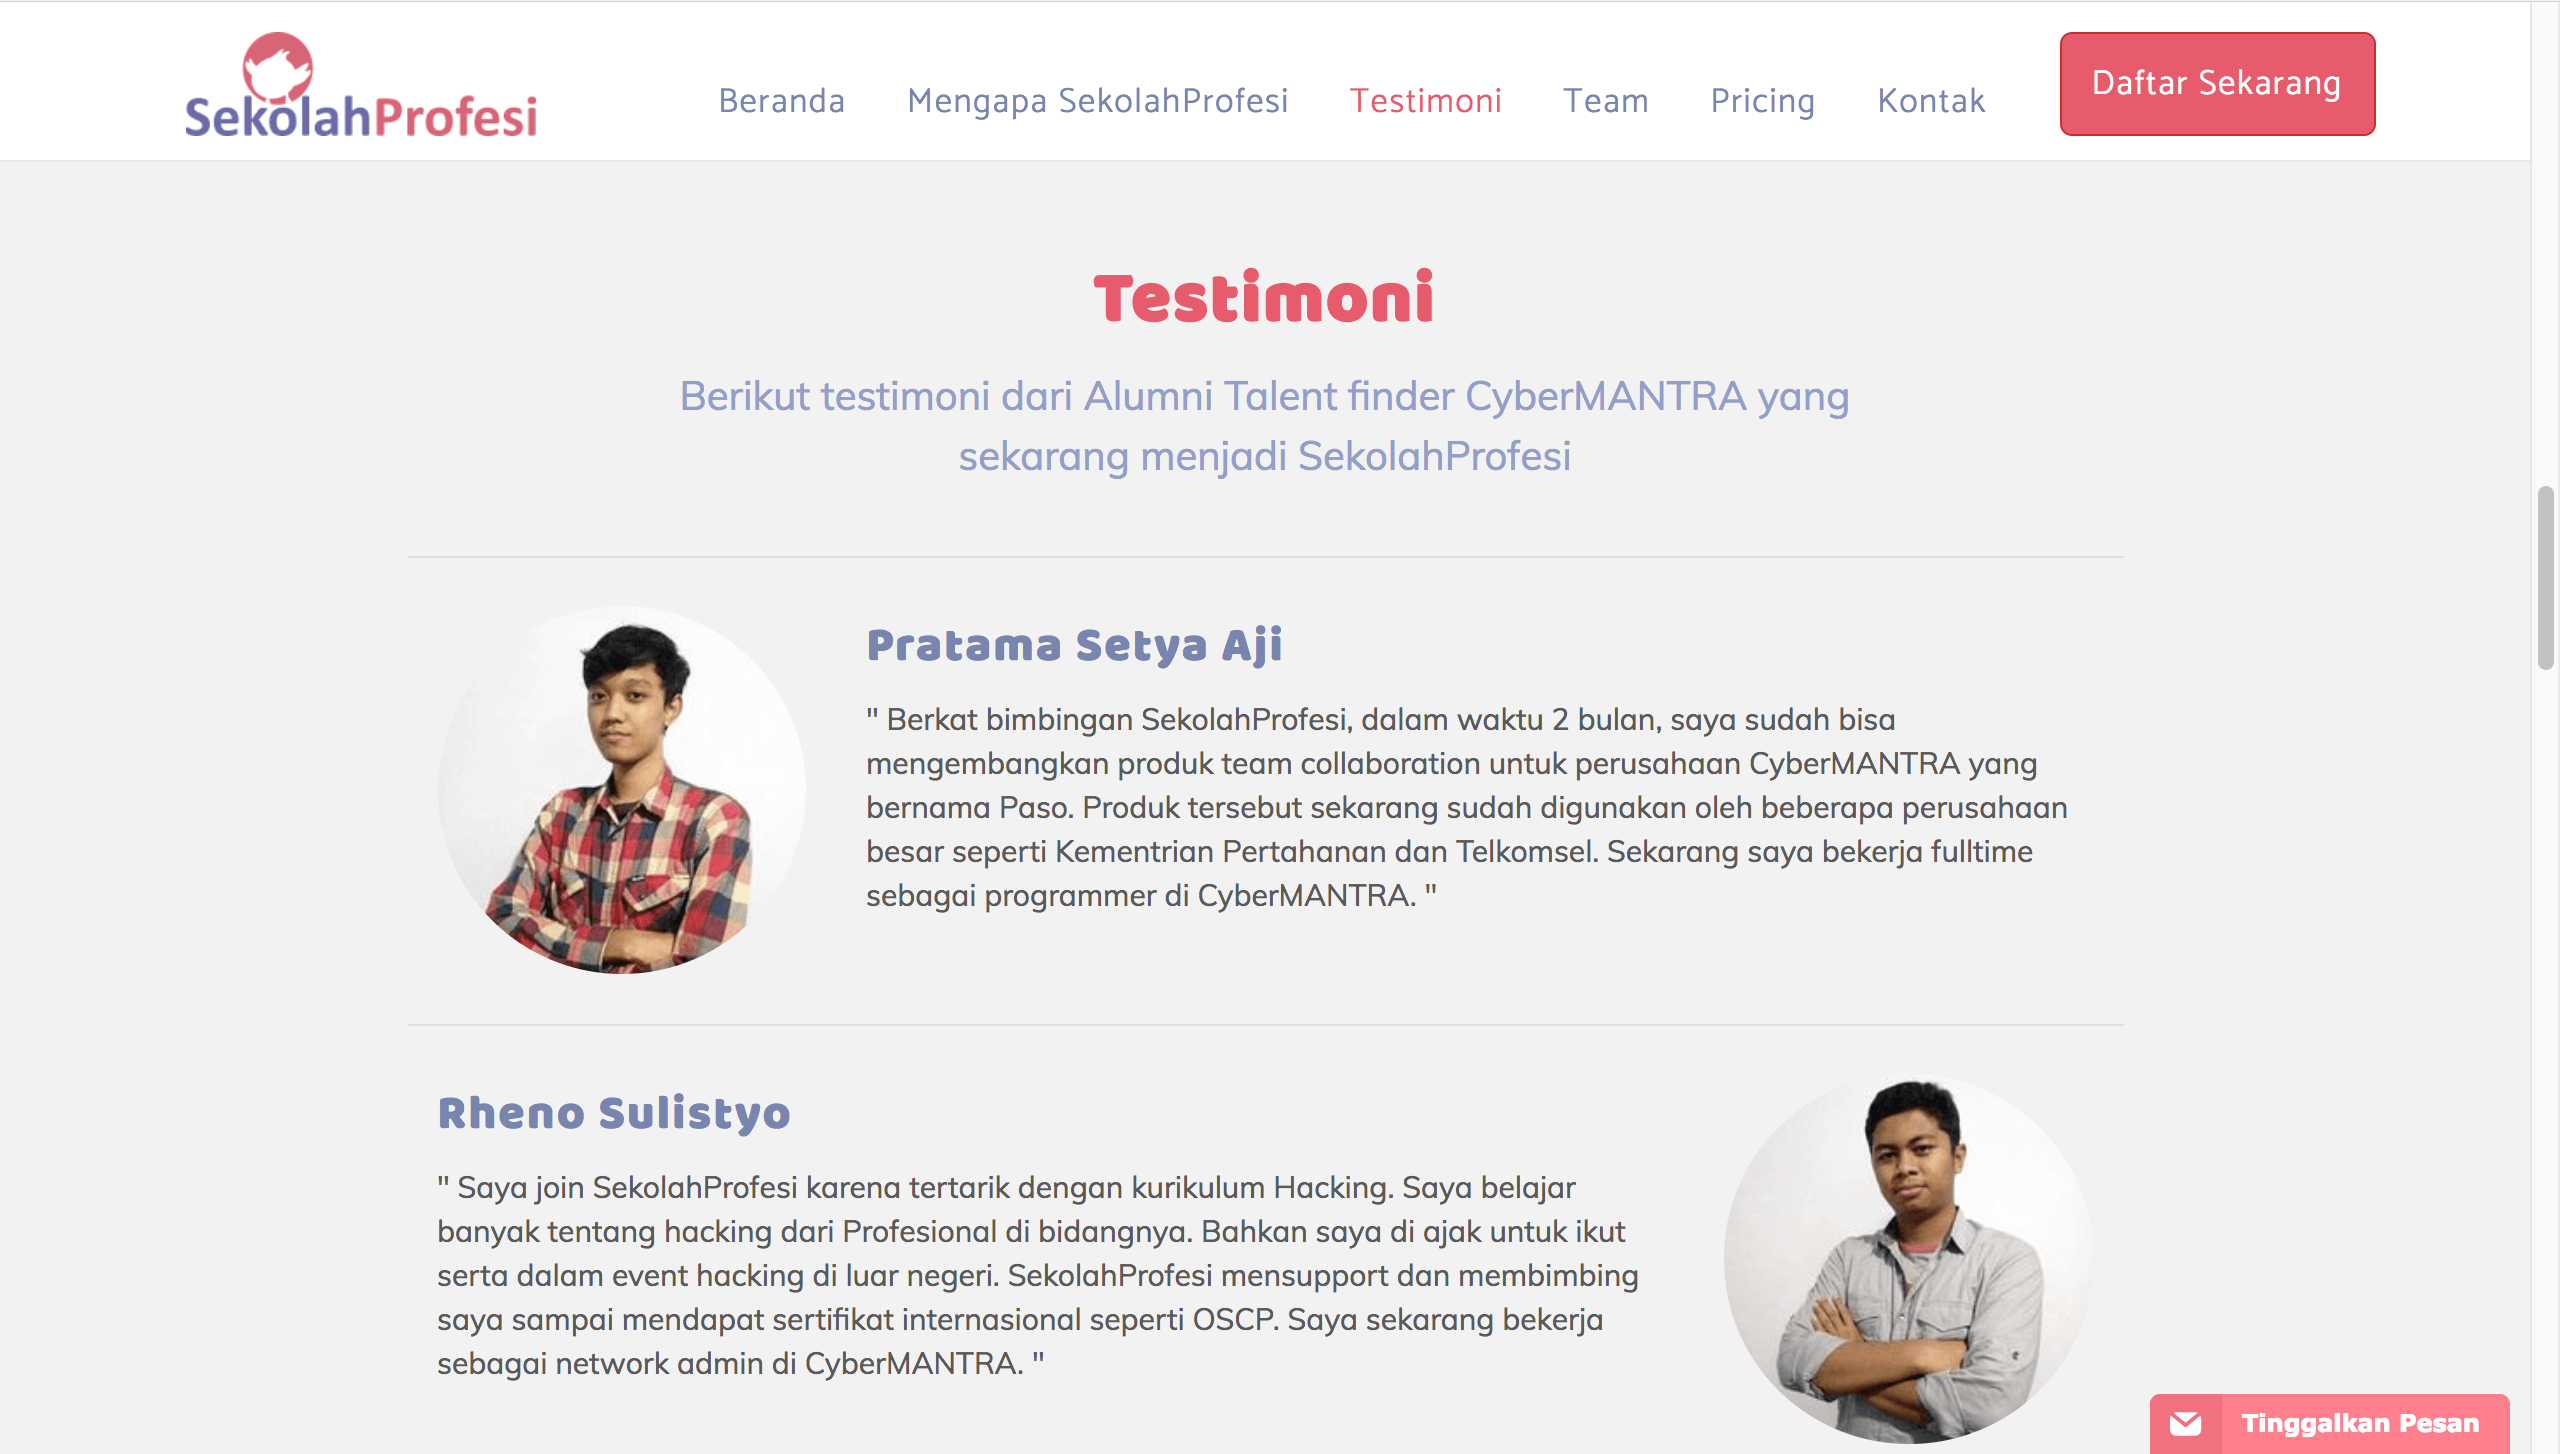 SekolahProfesi
Beranda
Mengapa SekolahProfesi
Testimoni
Team
Pricing
Kontak
Daftar Sekarang
Testimoni
Berikut testimoni dari Alumni Talent finder CyberMANTRA yang
sekarang menjadi SekolahProfesi
Pratama Setya Aji
" Berkat bimbingan SekolahProfesi, dalam waktu 2 bulan, saya sudah bisa
mengembangkan produk team collaboration untuk perusahaan CyberMANTRA yang
bernama Paso. Produk tersebut sekarang sudah digunakan oleh beberapa perusahaan
besar seperti Kementrian Pertahanan dan Telkomsel. Sekarang saya bekerja fulltime
sebagai programmer di CyberMANTRA. "
Rheno Sulistyo
" Saya join SekolahProfesi karena tertarik dengan kurikulum Hacking. Saya belajar
banyak tentang hacking dari Profesional di bidangnya. Bahkan saya di ajak untuk ikut
serta dalam event hacking di luar negeri. SekolahProfesi mensupport dan membimbing
saya sampai mendapat sertifikat internasional seperti OSCP. Saya sekarang bekerja
sebagai network admin di CyberMANTRA. "
Tinggalkan Pesan